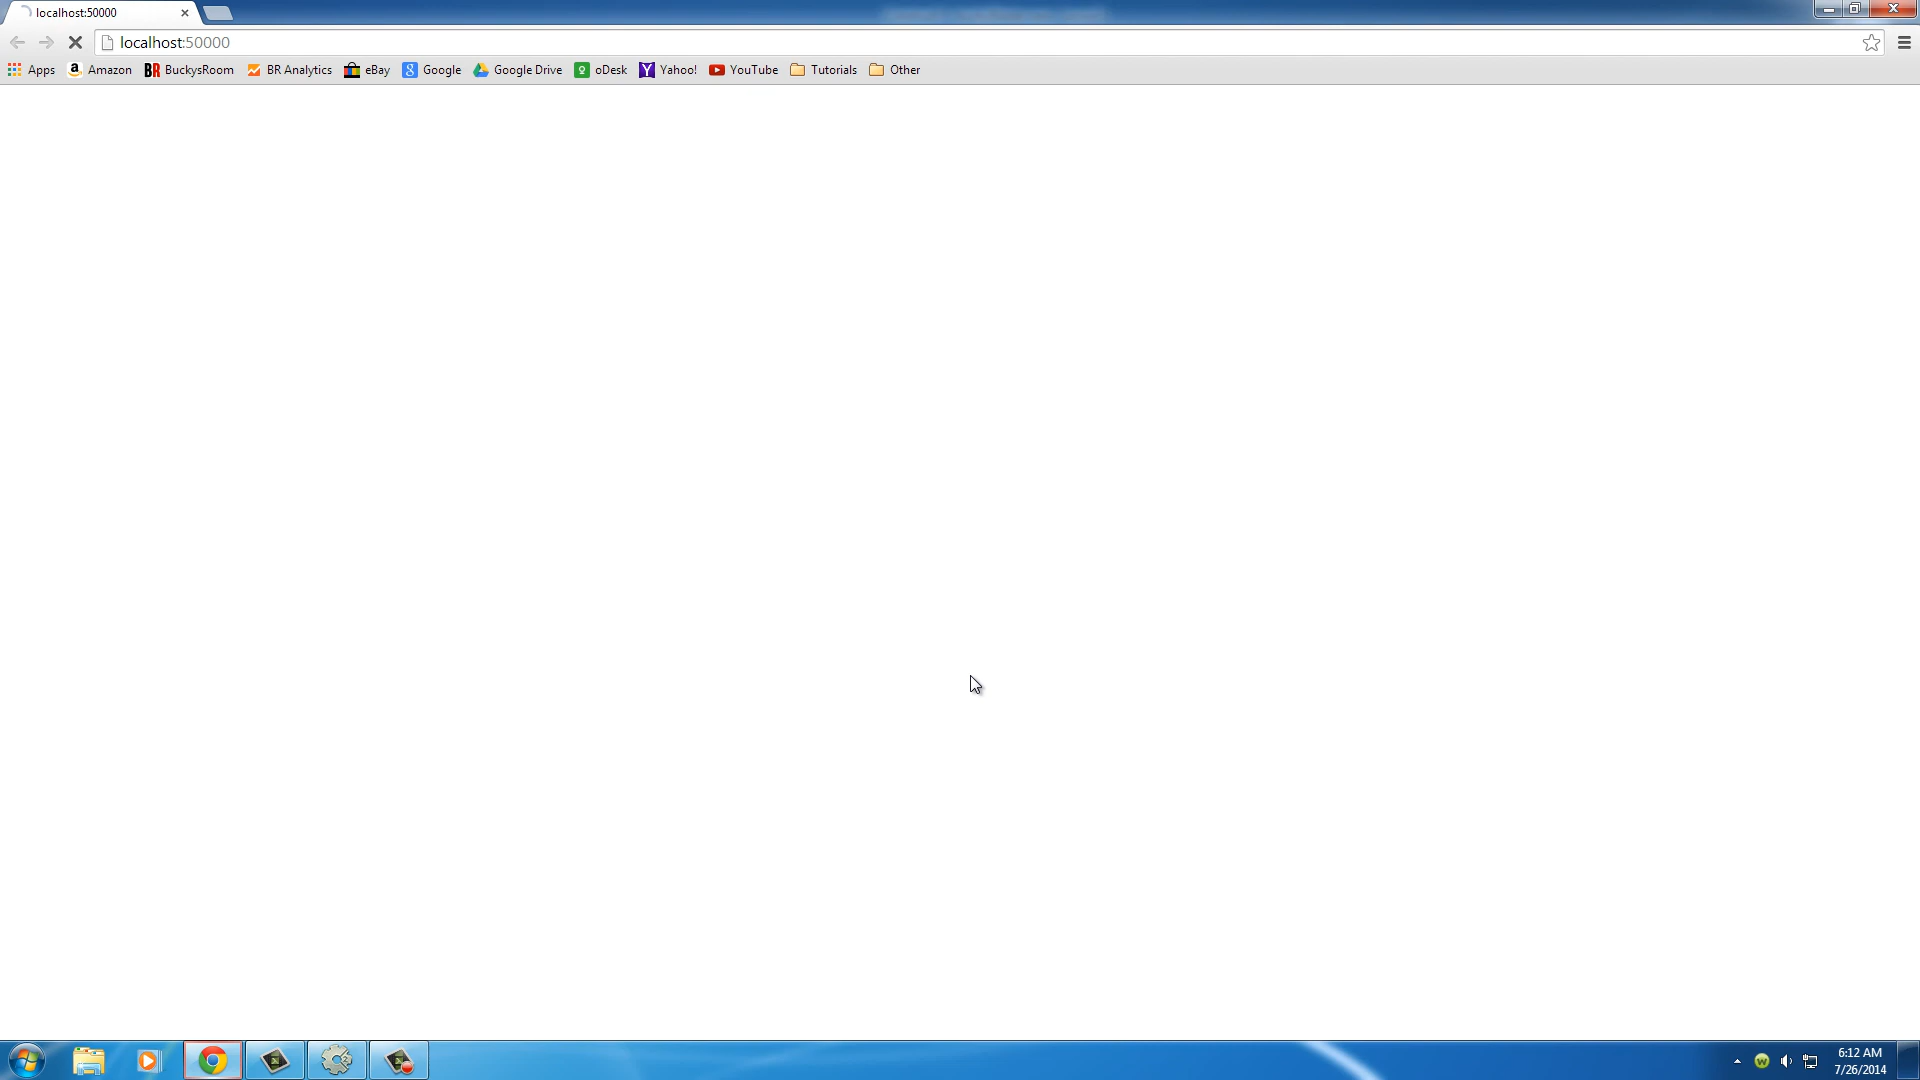 localhost:50000
localhost:50000
Apps Amazon BuckysRoom BR Analytics eBay Google Google Drive oDesk Yahoo! YouTube Tutorials Other
6:12 AM
7/26/2014